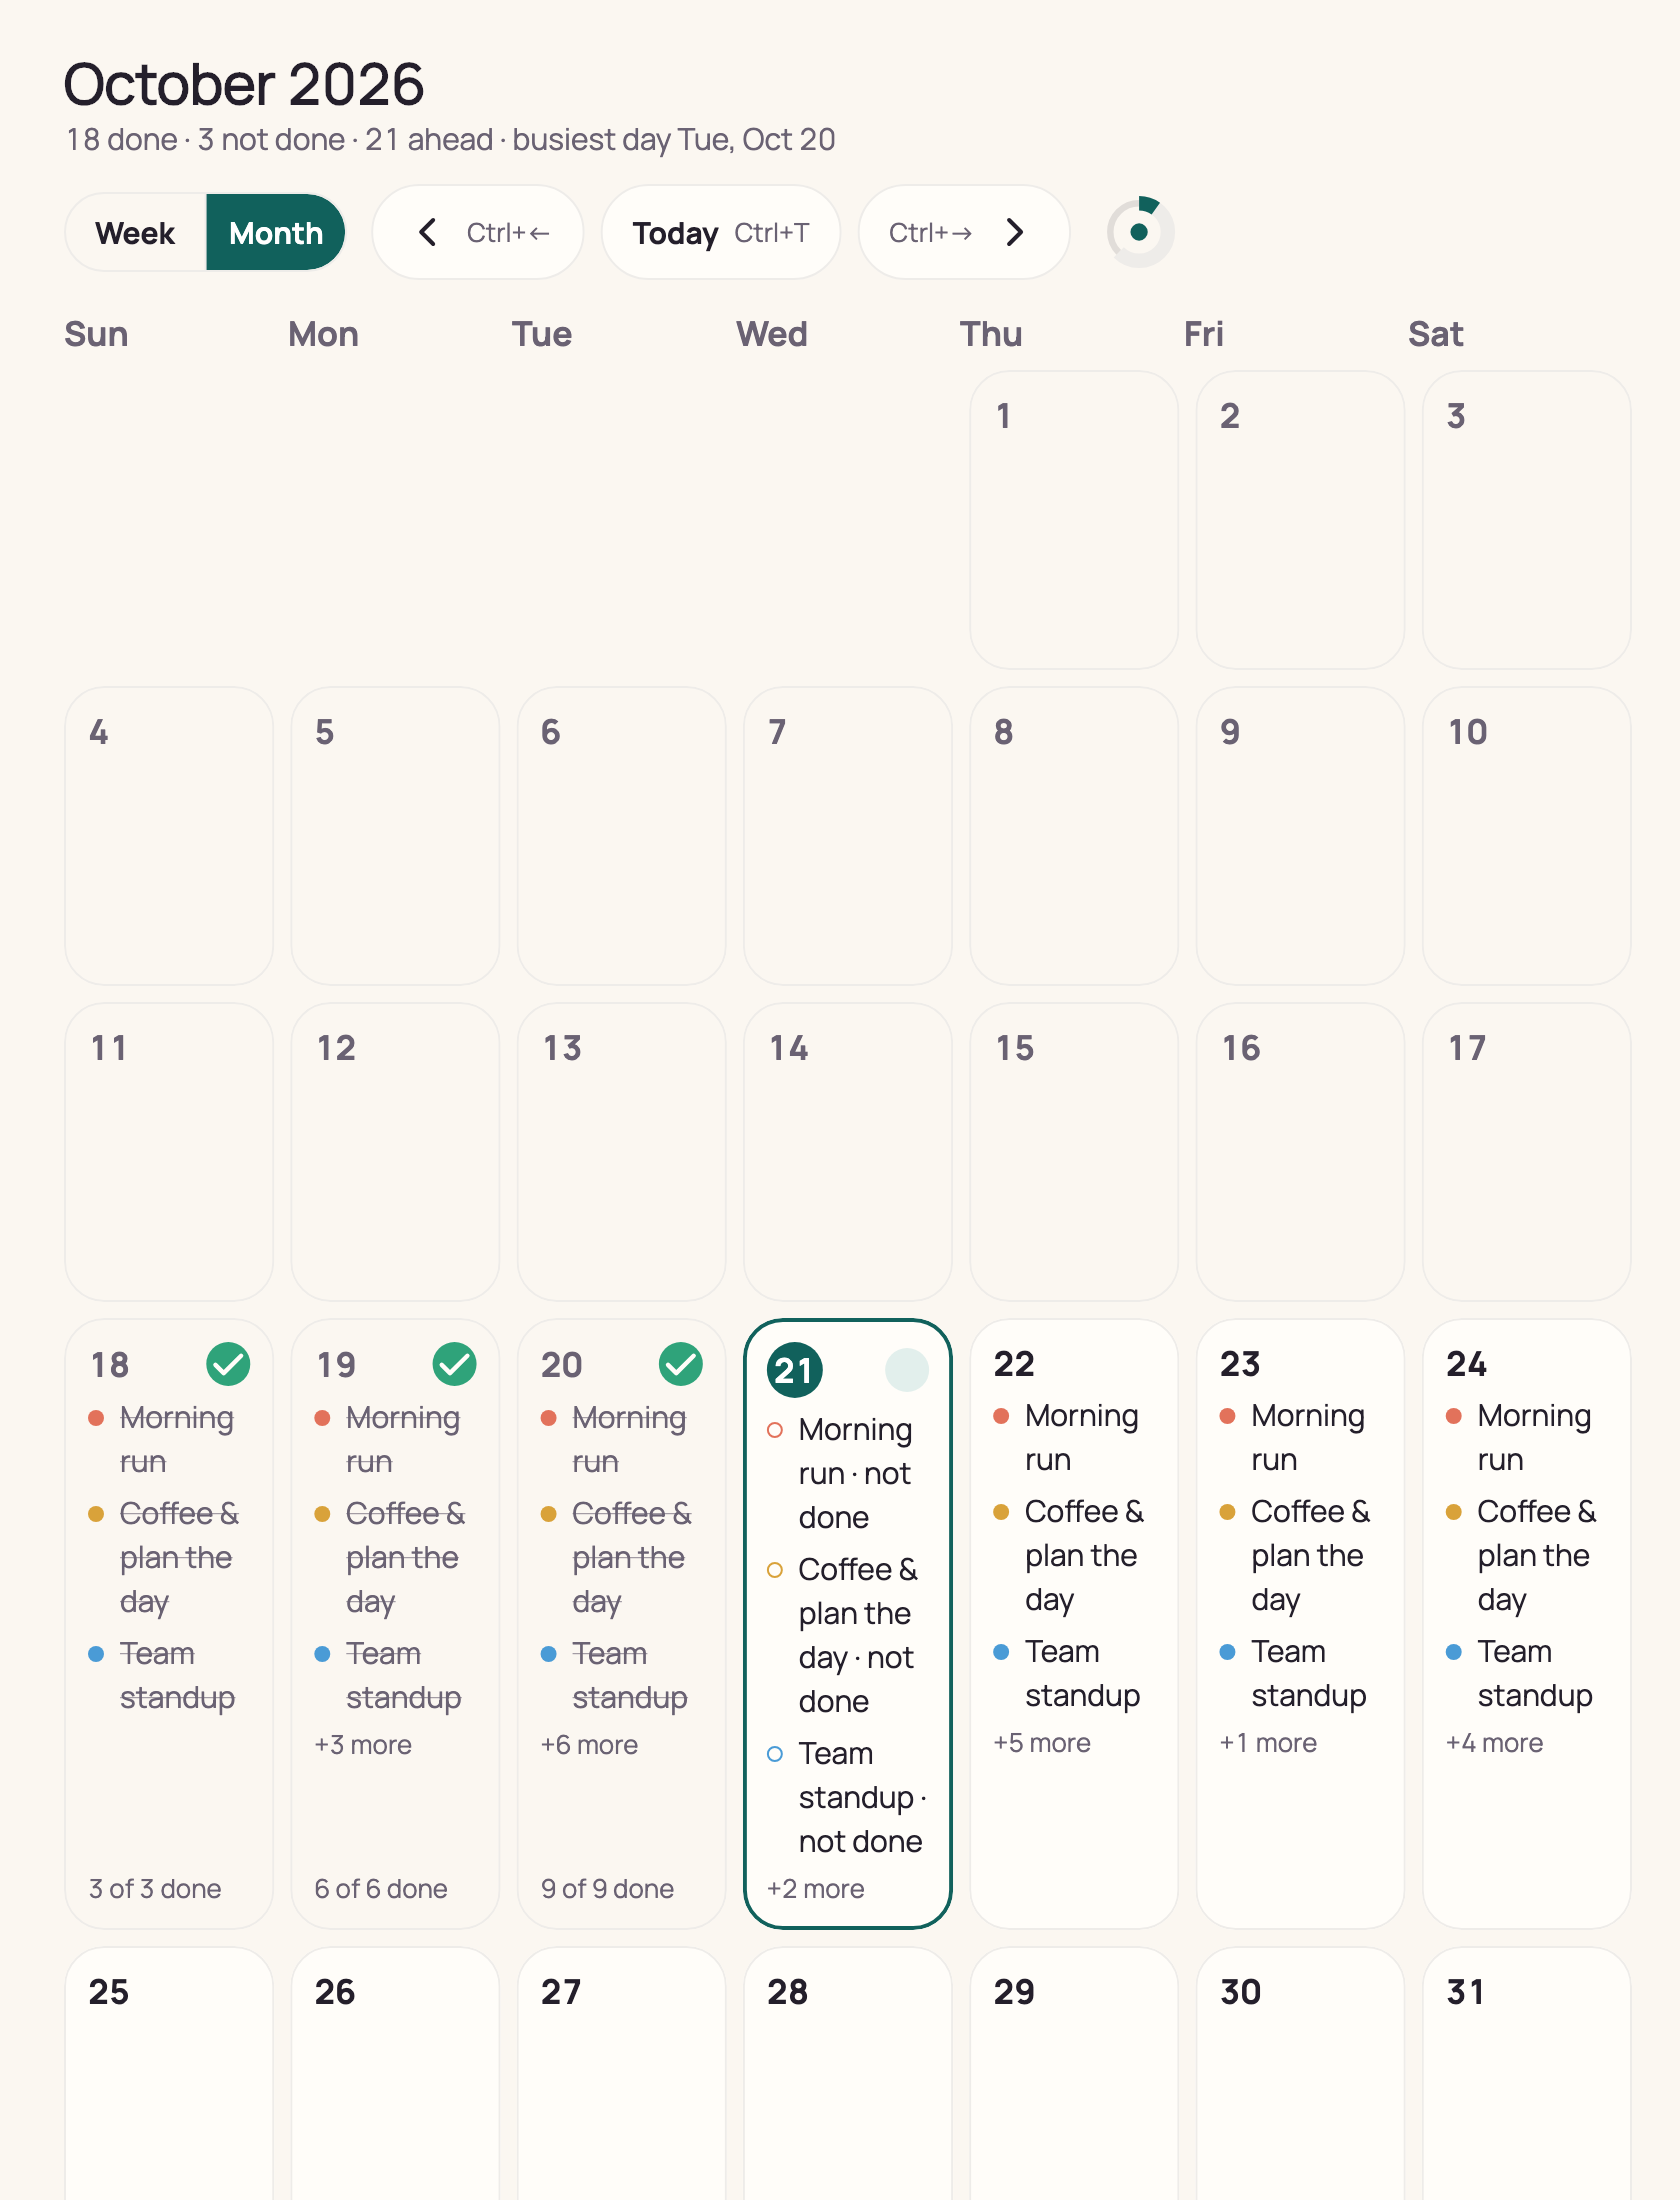 October 2026
18 done · 3 not done · 21 ahead · busiest day Tue, Oct 20
Week
Month
Ctrl+←
Today Ctrl+T
Ctrl+→
Sun Mon Tue Wed Thu Fri Sat
1
2
3
4
5
6
7
8
9
10
11
12
13
14
15
16
17
18
Morning
run
Coffee &
plan the
day
Team
standup
3 of 3 done
19
Morning
run
Coffee &
plan the
day
Team
standup
+3 more
6 of 6 done
20
Morning
run
Coffee &
plan the
day
Team
standup
+6 more
9 of 9 done
21
Morning
run · not
done
Coffee &
plan the
day · not
done
Team
standup ·
not done
+2 more
22
Morning
run
Coffee &
plan the
day
Team
standup
+5 more
23
Morning
run
Coffee &
plan the
day
Team
standup
+1 more
24
Morning
run
Coffee &
plan the
day
Team
standup
+4 more
25
26
27
28
29
30
31